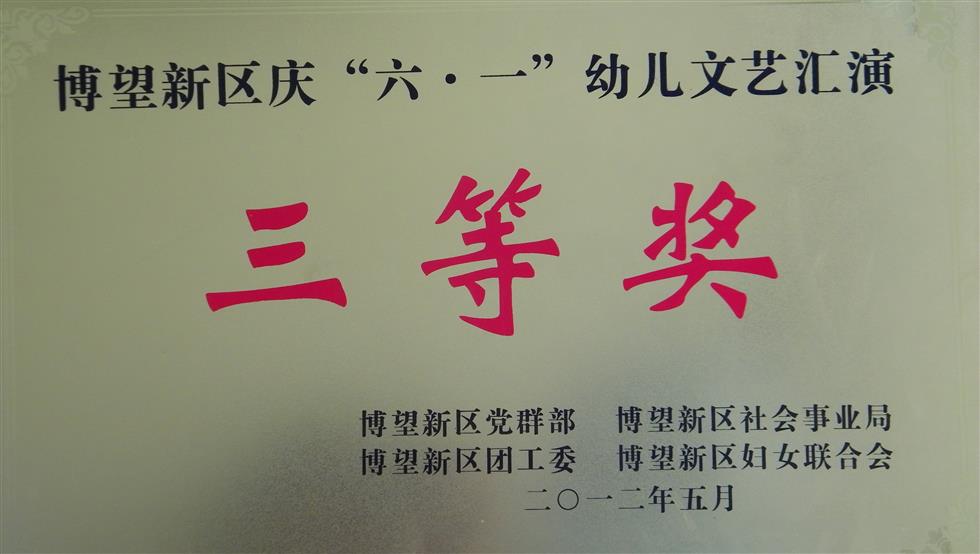 博望新区庆“六·一”幼儿文艺汇演
三等奖
博望新区党群部 博望新区社会事业局
博望新区团工委 博望新区妇女联合会
二〇一二年五月